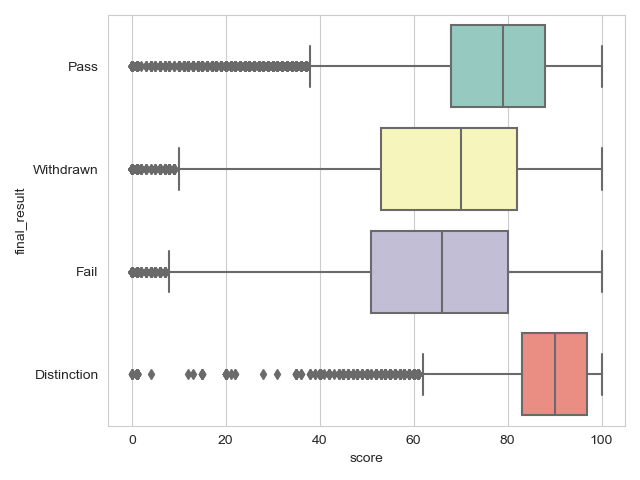 Pass
Withdrawn
Fail
Distinction
final_result
0 20 40 60 80 100
score